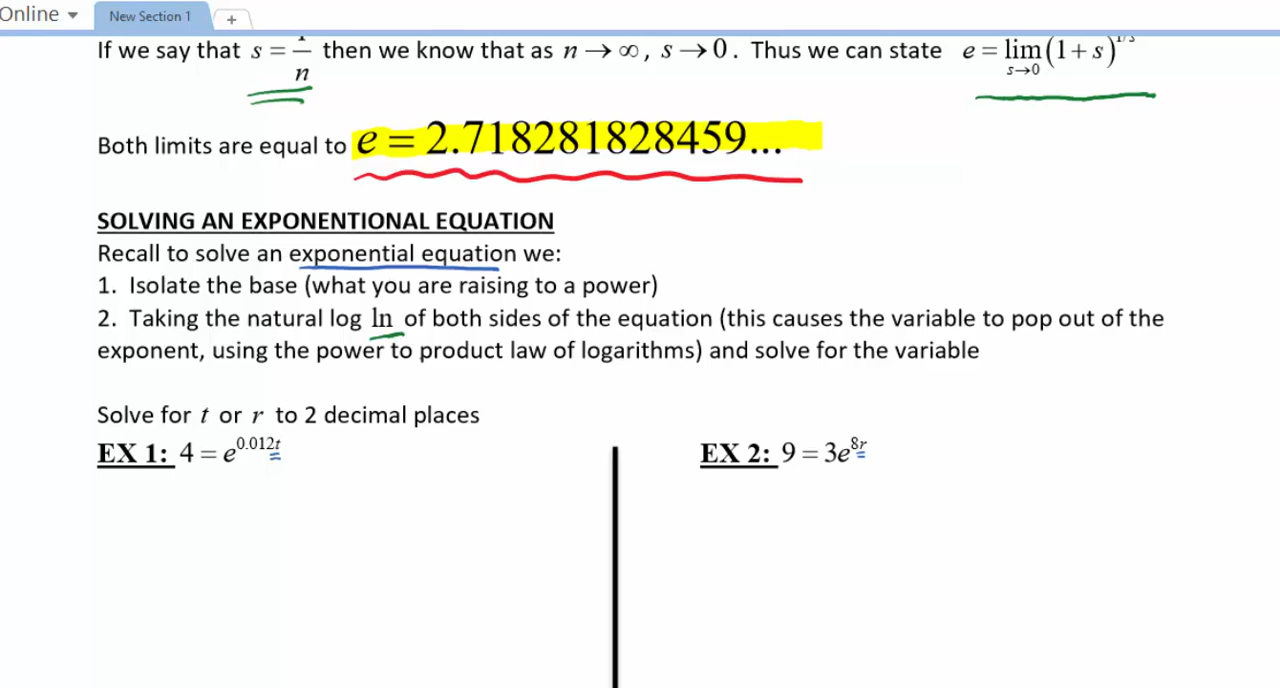 Online
New Section 1
+
If we say that s = 1/n then we know that as n → ∞, s → 0. Thus we can state e = lim s→0 (1+s)^1/s
Both limits are equal to e = 2.718281828459...
SOLVING AN EXPONENTIONAL EQUATION
Recall to solve an exponential equation we:
1. Isolate the base (what you are raising to a power)
2. Taking the natural log ln of both sides of the equation (this causes the variable to pop out of the
exponent, using the power to product law of logarithms) and solve for the variable
Solve for t or r to 2 decimal places
EX 1: 4 = e^0.012t
EX 2: 9 = 3e^8r